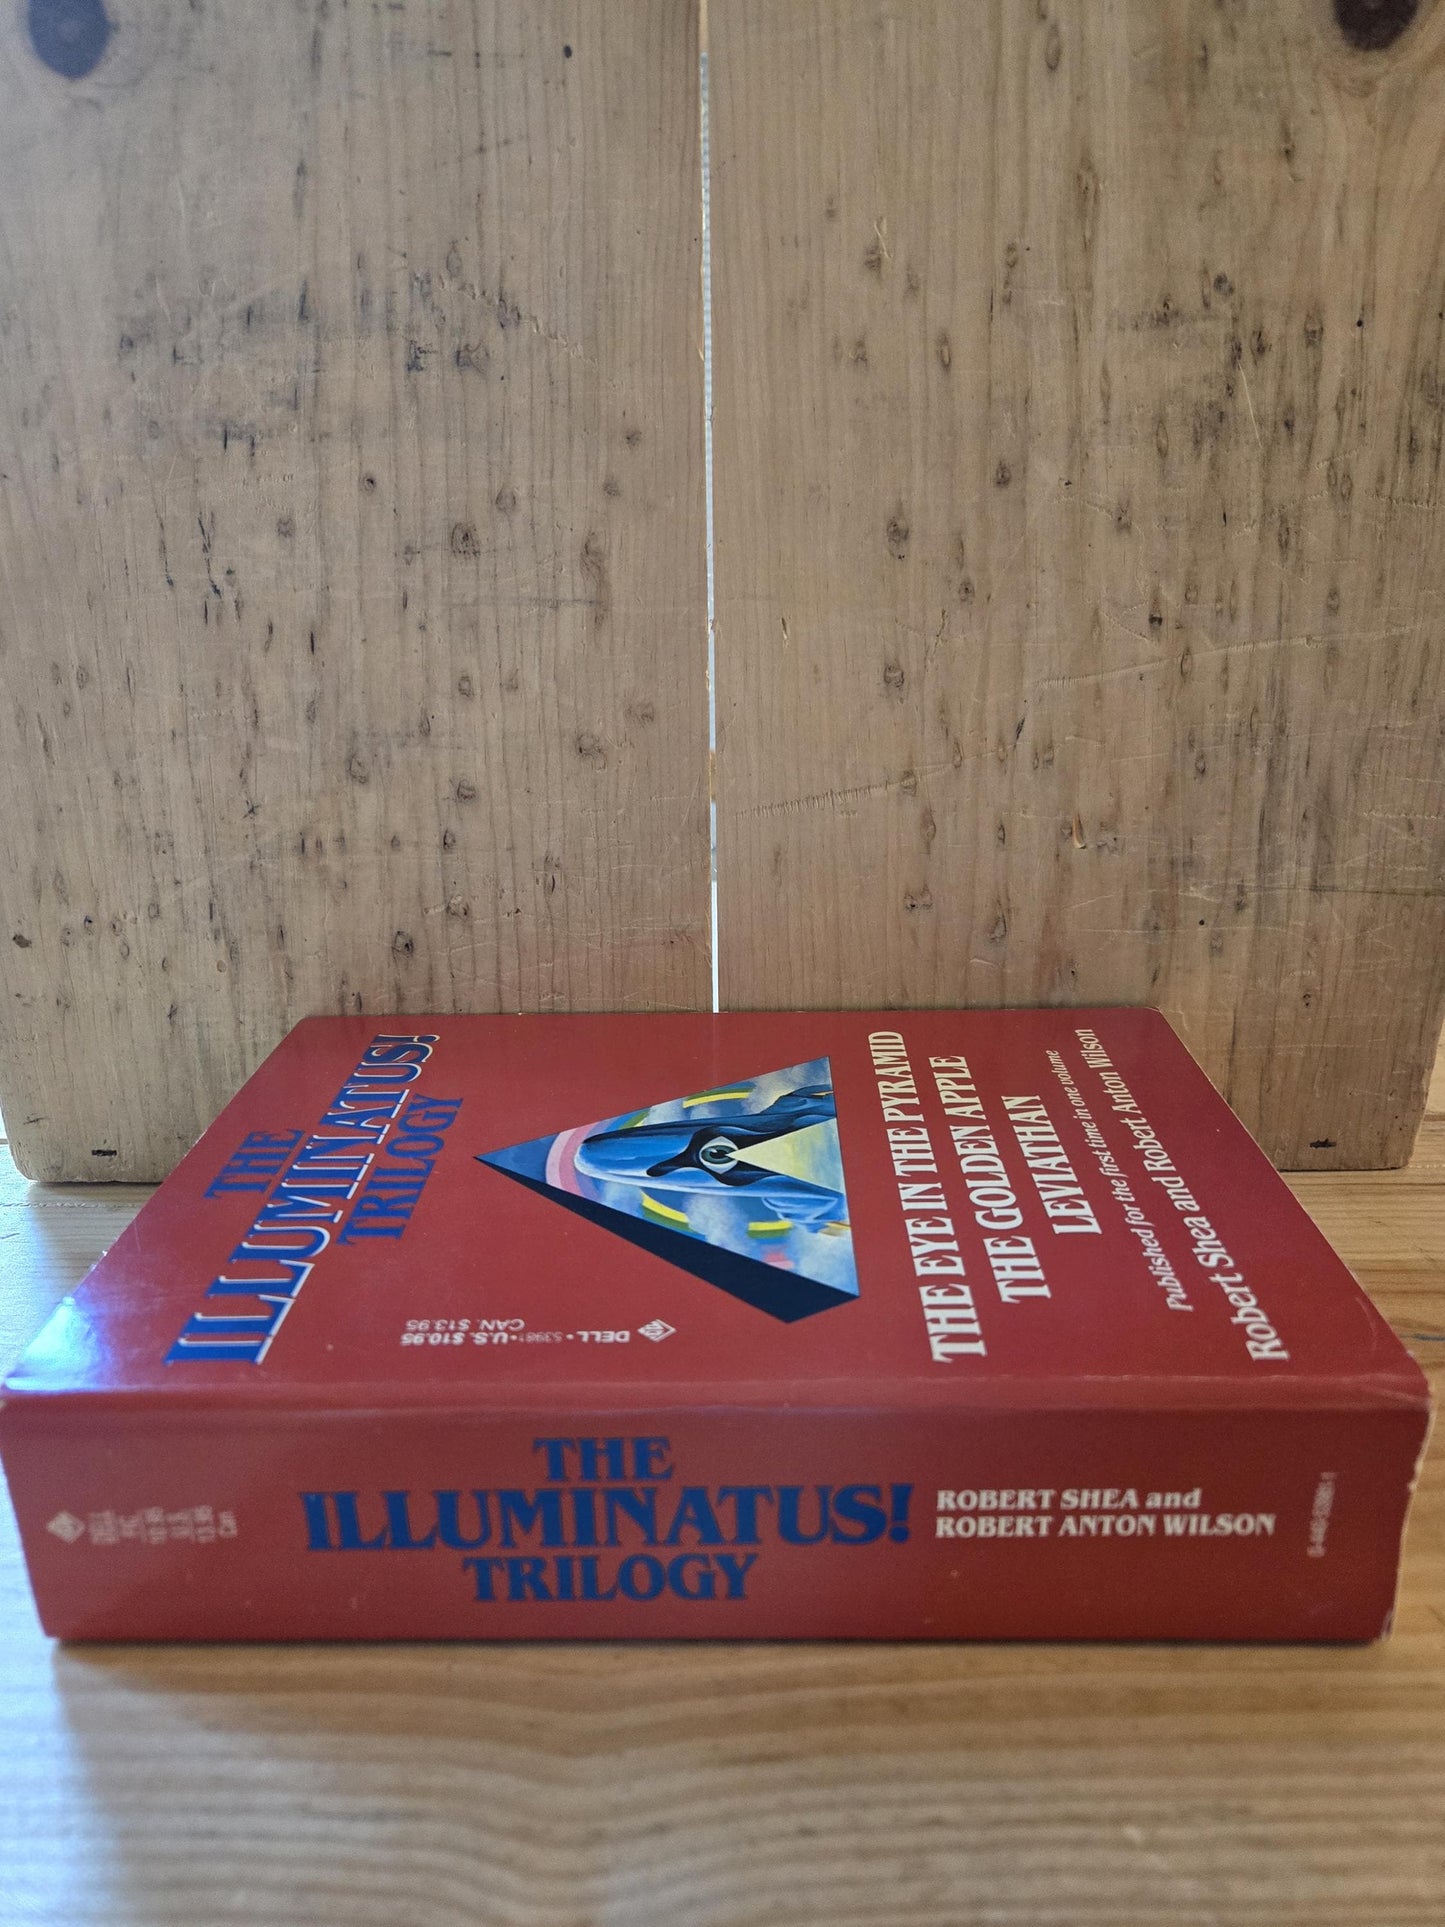 THE
ILLUMINATUS!
TRILOGY
DELL • 53981 • U.S. $10.95
CAN. $13.95
THE EYE IN THE PYRAMID
THE GOLDEN APPLE
LEVIATHAN
Published for the first time in one volume
Robert Shea and Robert Anton Wilson
THE
ILLUMINATUS!
TRILOGY
ROBERT SHEA and
ROBERT ANTON WILSON